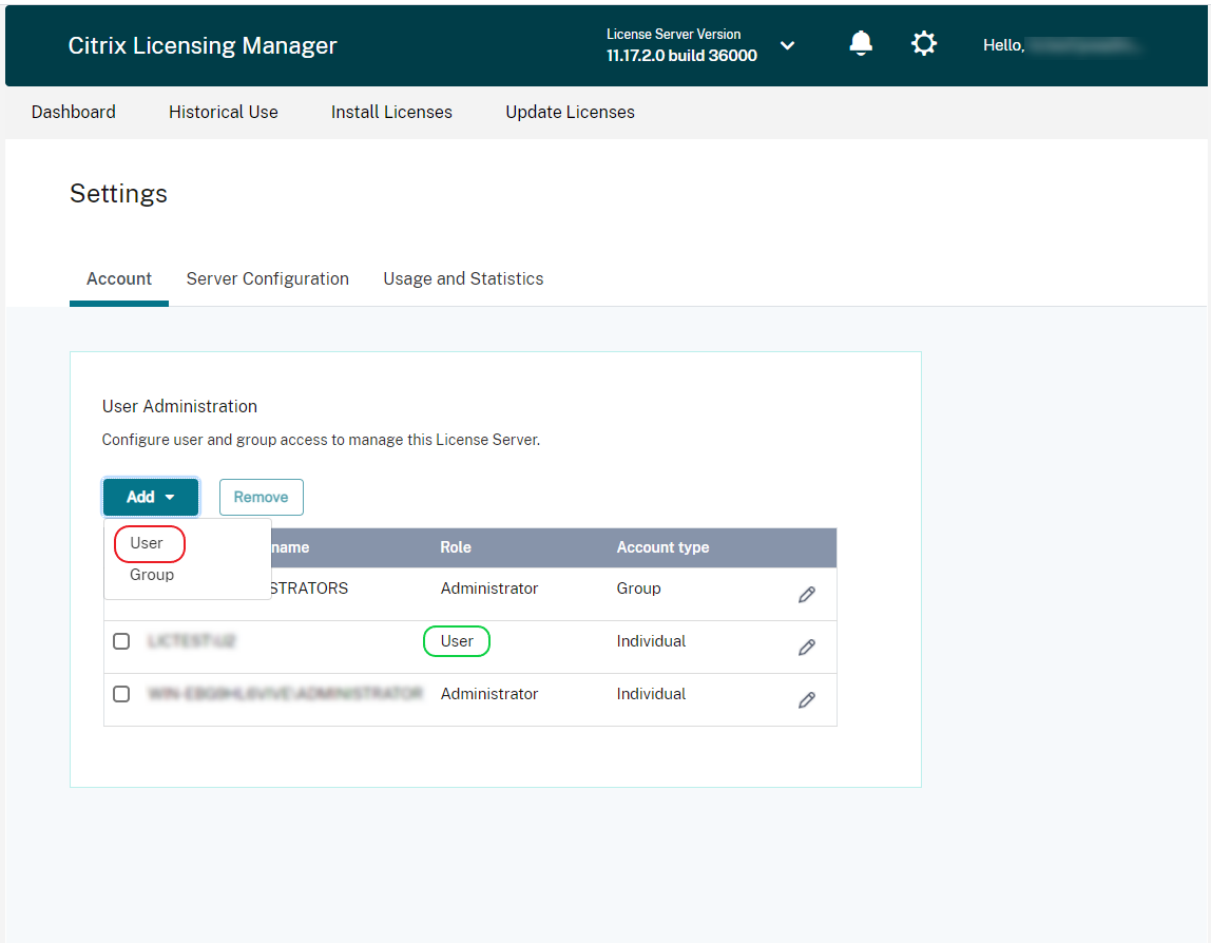 Citrix Licensing Manager
License Server Version
11.17.2.0 build 36000
Hello,
Dashboard Historical Use Install Licenses Update Licenses
Settings
Account Server Configuration Usage and Statistics
User Administration
Configure user and group access to manage this License Server.
Add Remove
User
Group
name Role Account type
STRATORS Administrator Group
User Individual
Administrator Individual